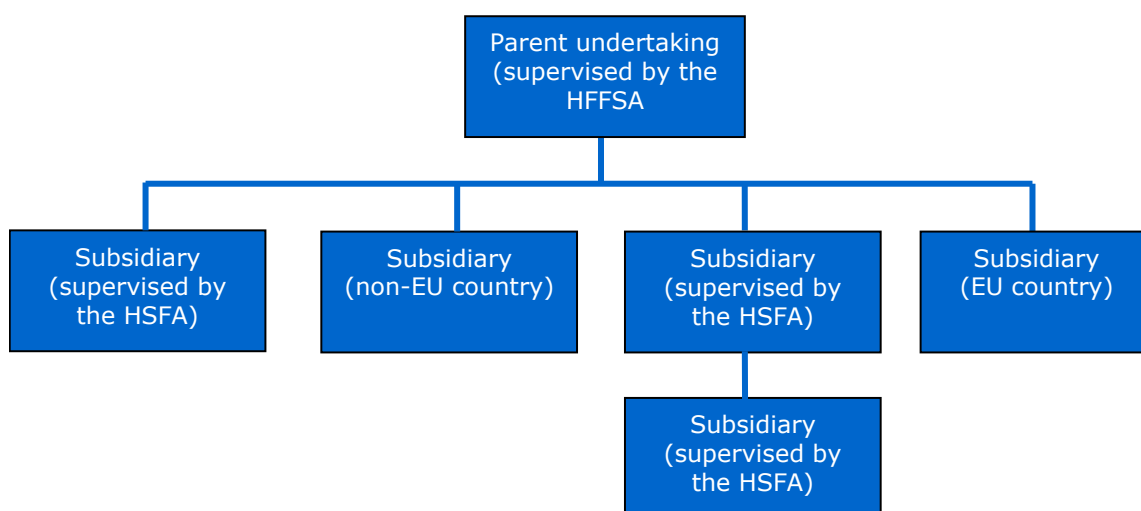 Parent undertaking
(supervised by the
HFFSA
Subsidiary
(supervised by
the HSFA)
Subsidiary
(non-EU country)
Subsidiary
(supervised by
the HSFA)
Subsidiary
(EU country)
Subsidiary
(supervised by
the HSFA)